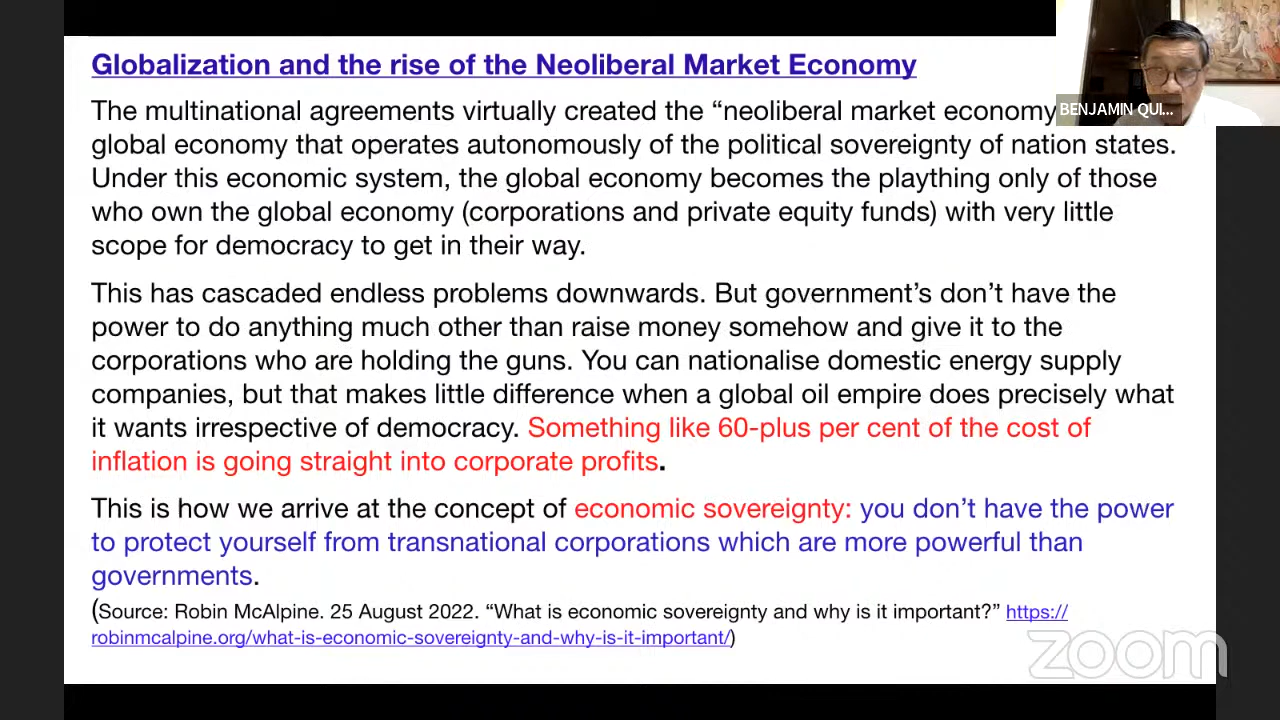 Globalization and the rise of the Neoliberal Market Economy
The multinational agreements virtually created the “neoliberal market economy
global economy that operates autonomously of the political sovereignty of nation states.
Under this economic system, the global economy becomes the plaything only of those
who own the global economy (corporations and private equity funds) with very little
scope for democracy to get in their way.
This has cascaded endless problems downwards. But government’s don’t have the
power to do anything much other than raise money somehow and give it to the
corporations who are holding the guns. You can nationalise domestic energy supply
companies, but that makes little difference when a global oil empire does precisely what
it wants irrespective of democracy. Something like 60-plus per cent of the cost of
inflation is going straight into corporate profits.
This is how we arrive at the concept of economic sovereignty: you don’t have the power
to protect yourself from transnational corporations which are more powerful than
governments.
(Source: Robin McAlpine. 25 August 2022. “What is economic sovereignty and why is it important?” https://
robinmcalpine.org/what-is-economic-sovereignty-and-why-is-it-important/)
BENJAMIN QUI...
zoom